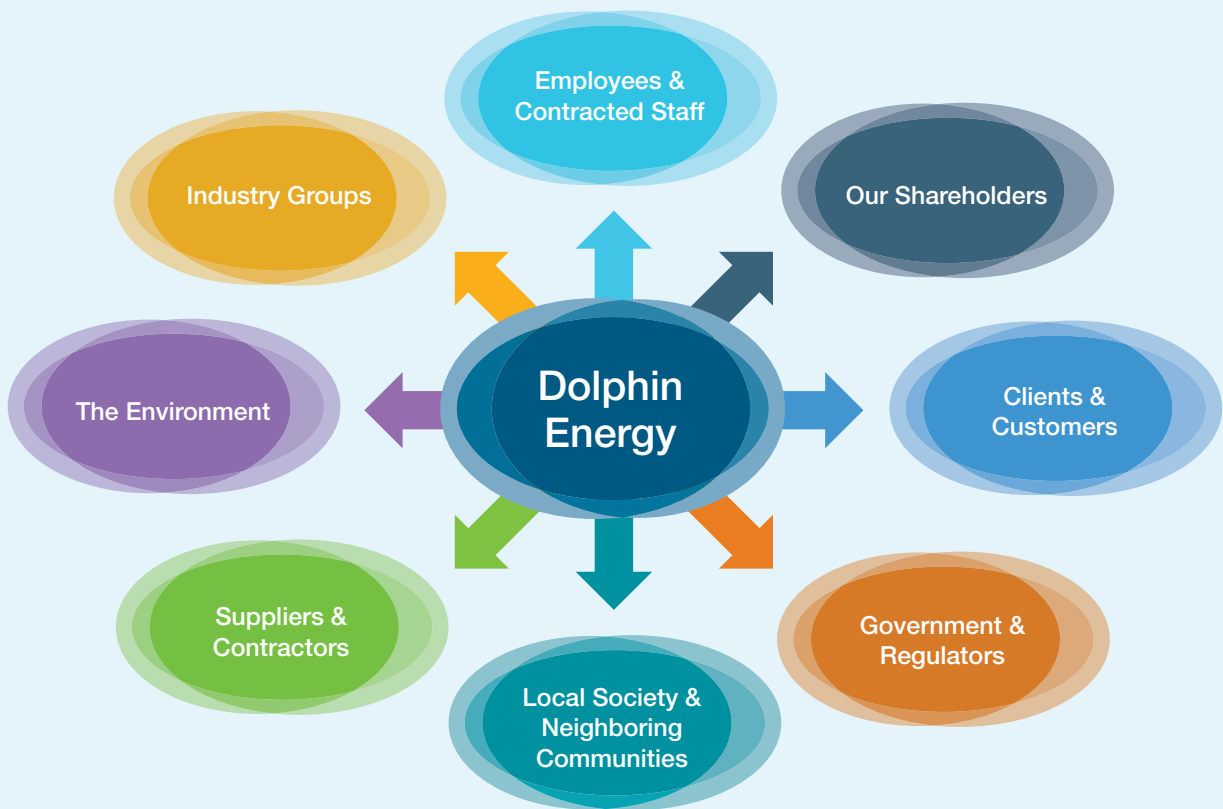 Employees &
Contracted Staff
Industry Groups
Our Shareholders
Dolphin
Energy
The Environment
Clients &
Customers
Suppliers &
Contractors
Government &
Regulators
Local Society &
Neighboring
Communities